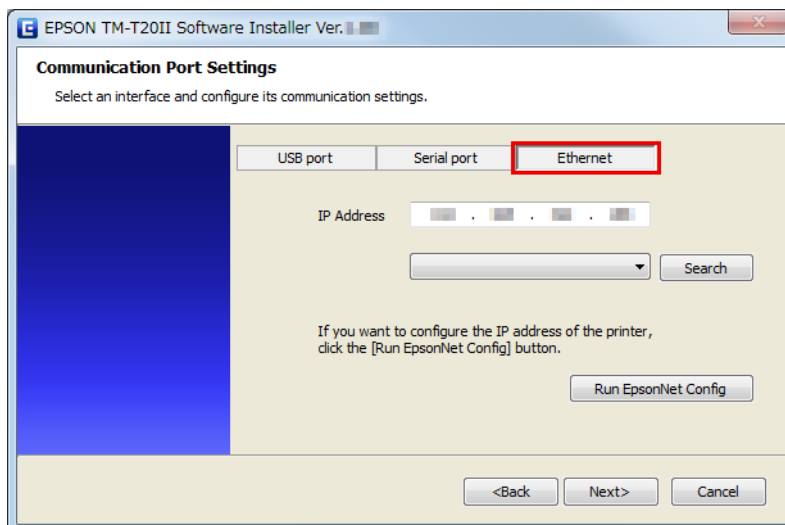 EPSON TM-T20II Software Installer Ver.
Communication Port Settings
Select an interface and configure its communication settings.
USB port Serial port Ethernet
IP Address . . .
Search
If you want to configure the IP address of the printer,
click the [Run EpsonNet Config] button.
Run EpsonNet Config
<Back Next> Cancel